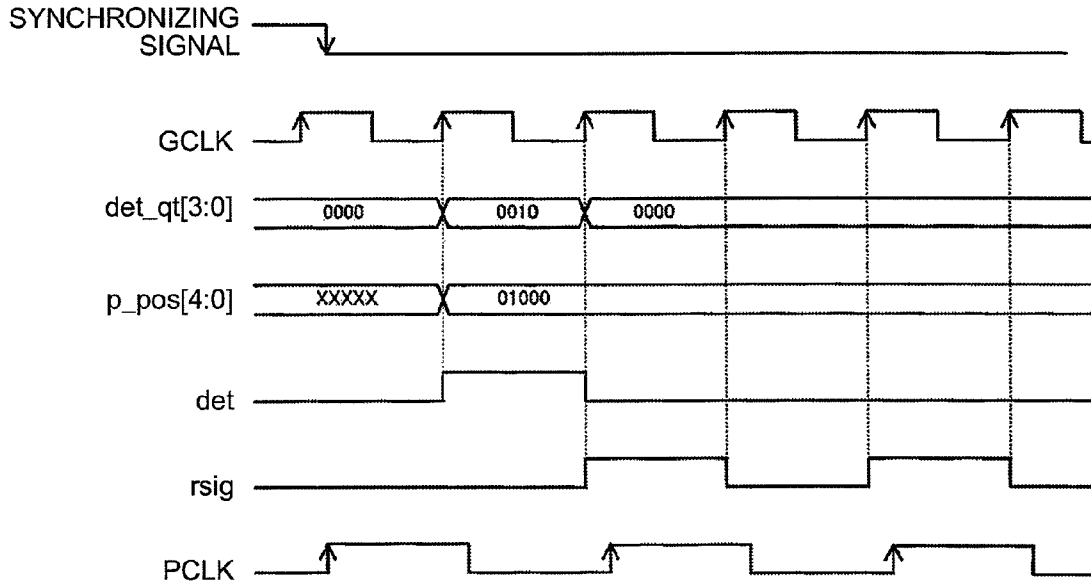 SYNCHRONIZING
SIGNAL
GCLK
det_qt[3:0] 0000 0010 0000
p_pos[4:0] XXXXX 01000
det
rsig
PCLK